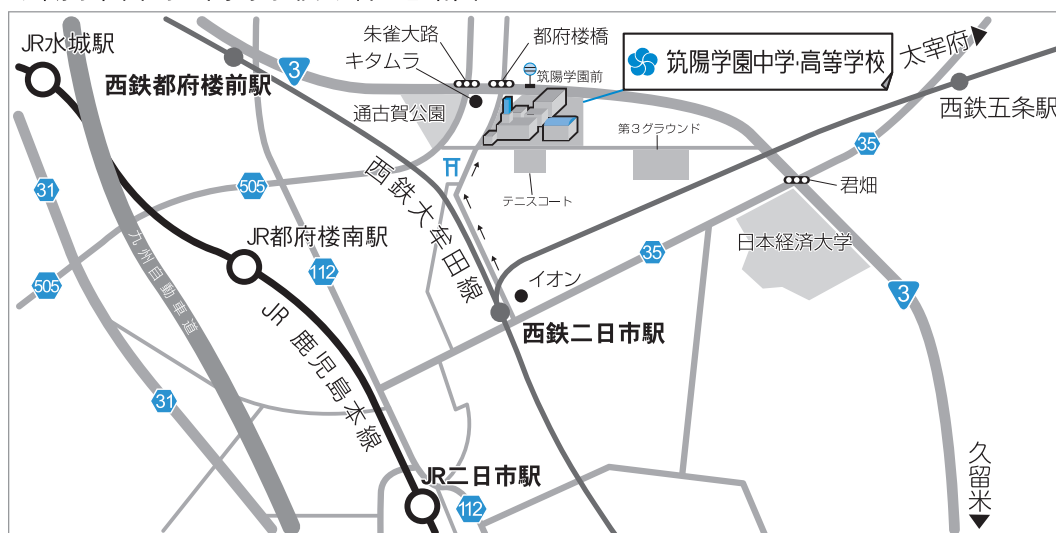 JR水城駅
西鉄都府楼前駅
3
朱雀大路
キタムラ
都府楼橋
筑陽学園前
筑陽学園中学・高等学校
太宰府
西鉄五条駅
通古賀公園
第3グラウンド
35
君畑
31
505
テニスコート
西鉄大牟田線
JR都府楼南駅
112
505
九州自動車道
35
日本経済大学
イオン
3
西鉄二日市駅
JR 鹿児島本線
31
JR二日市駅
112
久留米